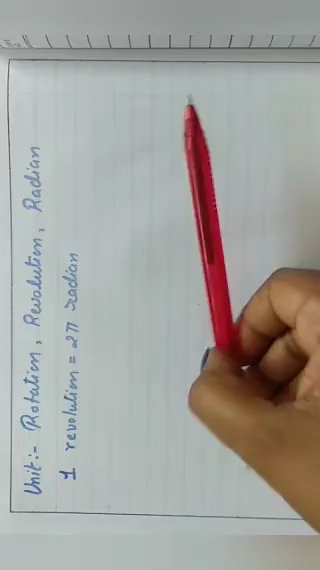 Unit:- Rotation, Revolution, Radian
1 revolution = 2π radian